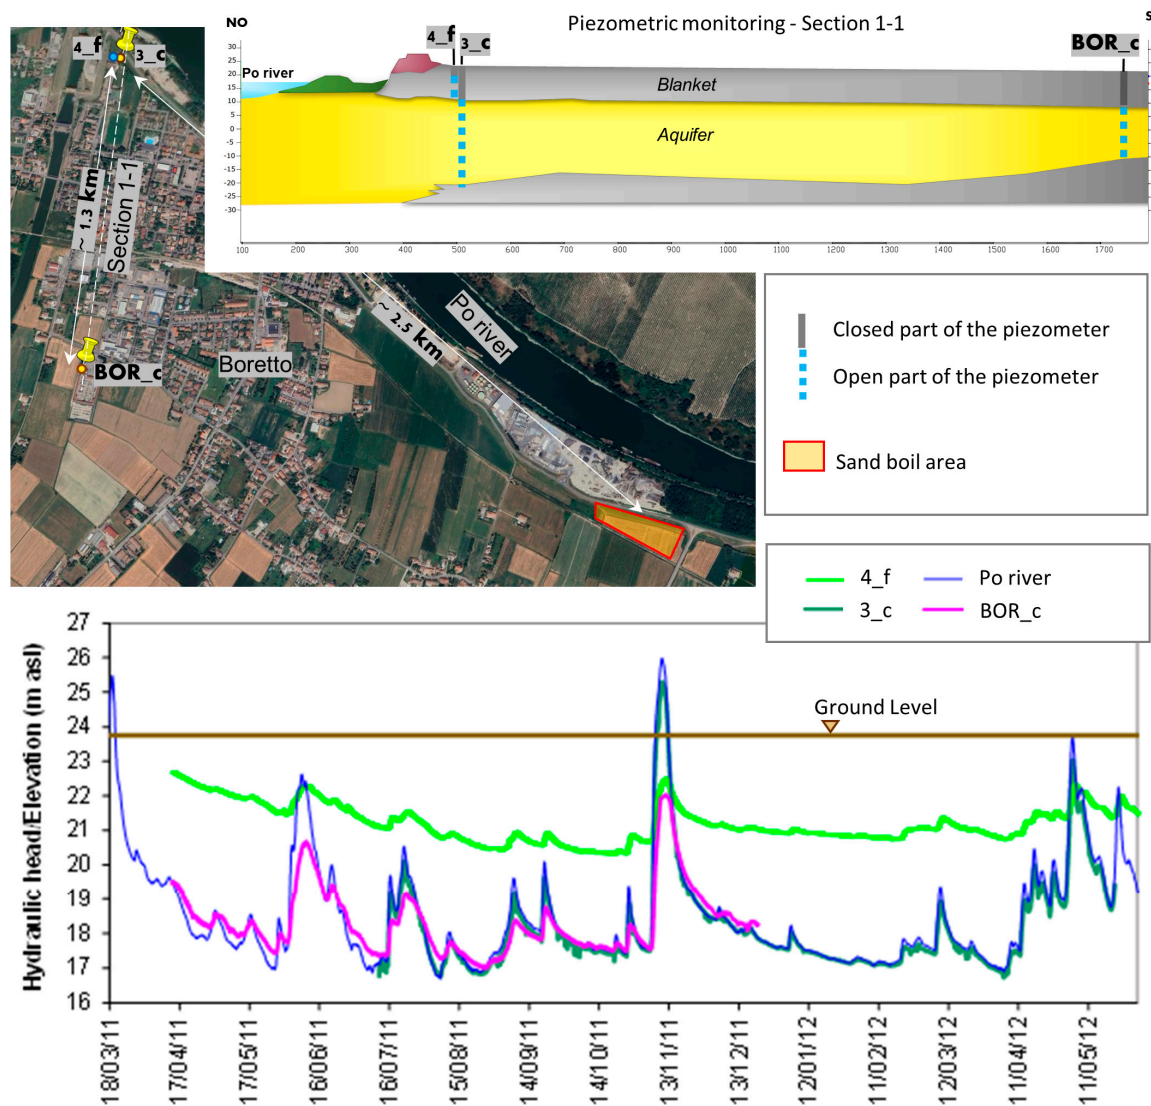 NO
Piezometric monitoring - Section 1-1
S
4_f
3_c
BOR_c
30
25
20
15
10
5
0
-5
-10
-15
-20
-25
-30
Po river
Blanket
Aquifer
100 200 300 400 500 600 700 800 900 1000 1100 1200 1300 1400 1500 1600 1700
4_f
3_c
~ 1.3 km
Section 1-1
BOR_c
Boretto
~ 2.5 km
Po river
Closed part of the piezometer
Open part of the piezometer
Sand boil area
4_f
Po river
3_c
BOR_c
Hydraulic head/Elevation (m asl)
27
26
25
24
23
22
21
20
19
18
17
16
Ground Level
18/03/11
17/04/11
17/05/11
16/06/11
16/07/11
15/08/11
14/09/11
14/10/11
13/11/11
13/12/11
12/01/12
11/02/12
12/03/12
11/04/12
11/05/12